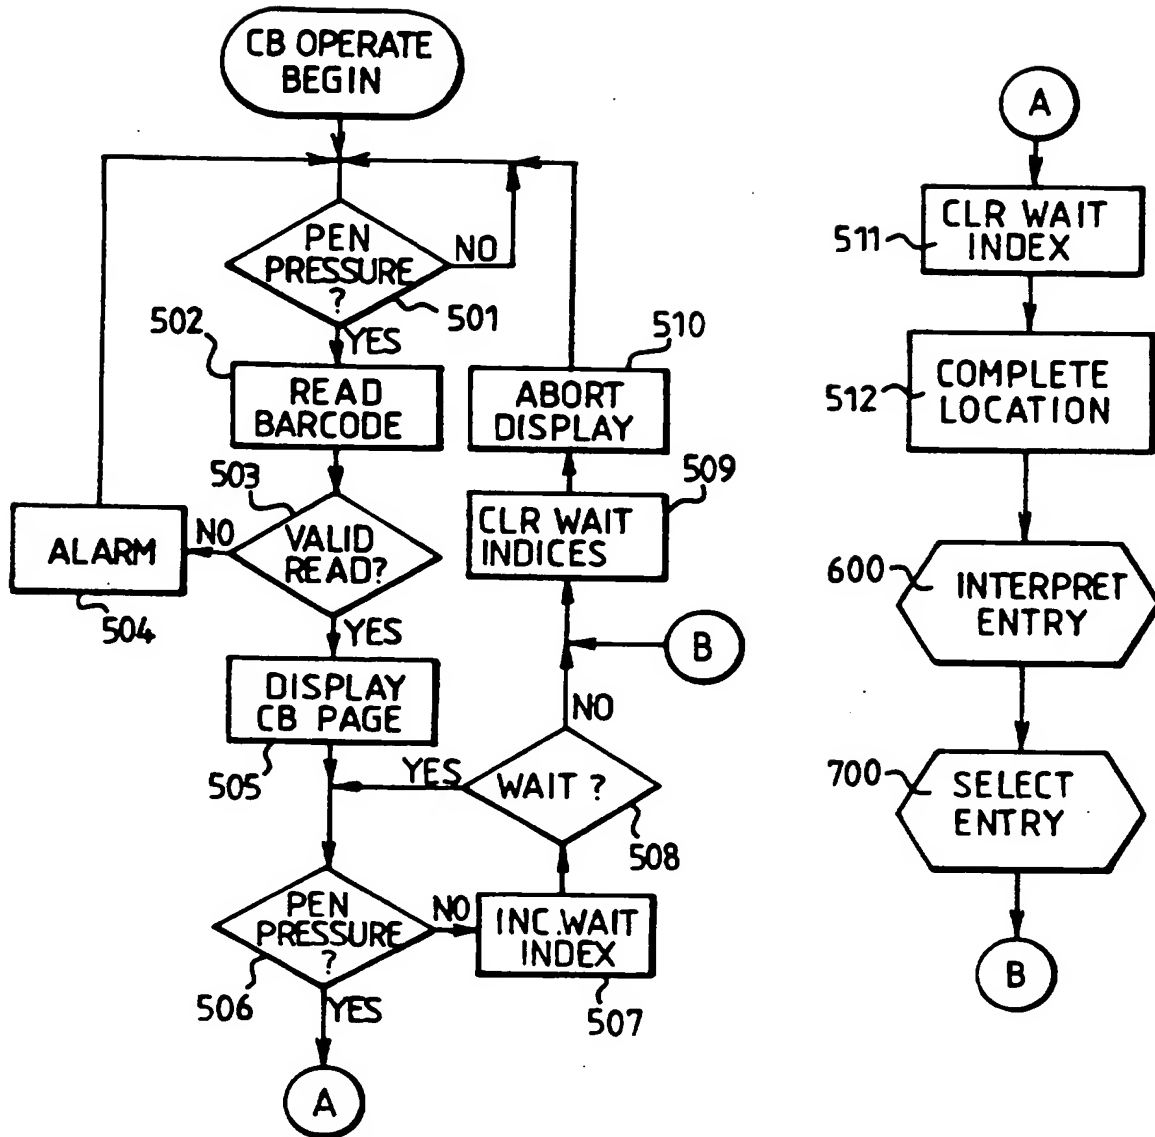 CB OPERATE
BEGIN
PEN
PRESSURE
?
NO
501
YES
502
READ
BARCODE
503
VALID
READ?
NO
ALARM
504
YES
DISPLAY
CB PAGE
505
PEN
PRESSURE
?
506
NO
YES
A
INC.WAIT
INDEX
507
WAIT ?
508
YES
NO
B
CLR WAIT
INDICES
509
ABORT
DISPLAY
510
A
CLR WAIT
INDEX
511
COMPLETE
LOCATION
512
INTERPRET
ENTRY
600
SELECT
ENTRY
700
B